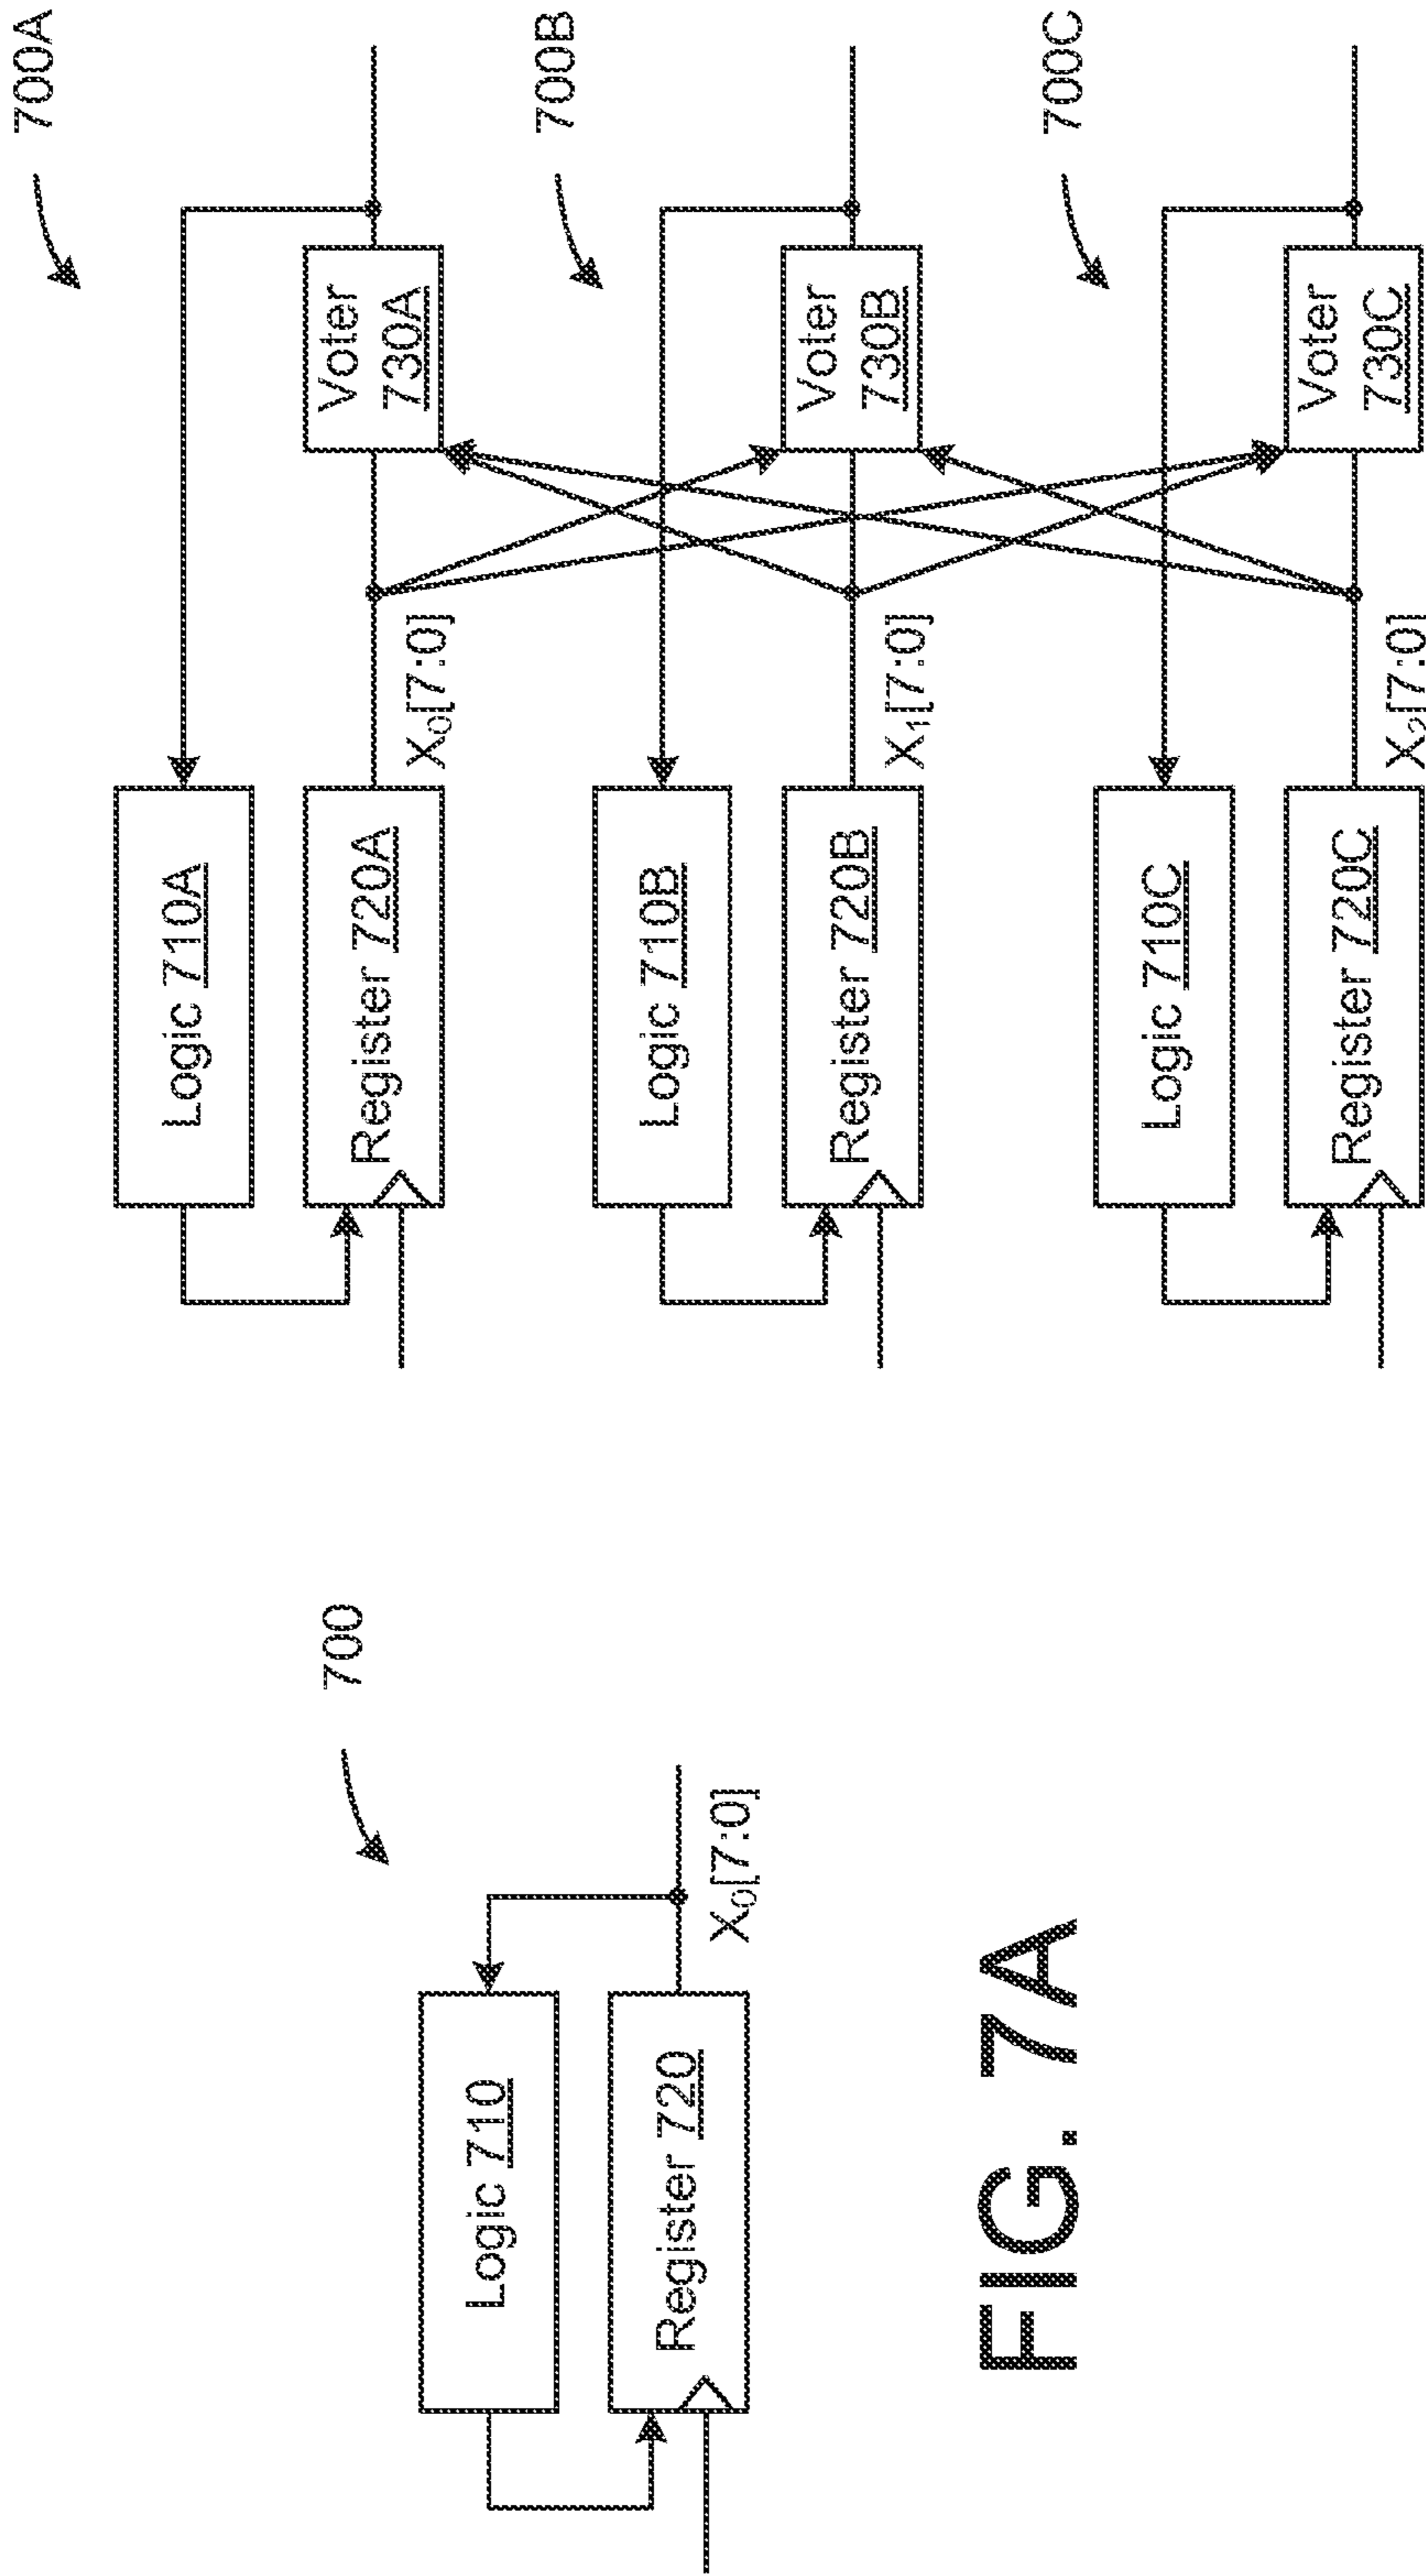 700
Logic 710
Register 720
X0[7:0]
FIG. 7A
700A
Logic 710A
Register 720A
X0[7:0]
Voter
730A
700B
Logic 710B
Register 720B
X1[7:0]
Voter
730B
700C
Logic 710C
Register 720C
X2[7:0]
Voter
730C